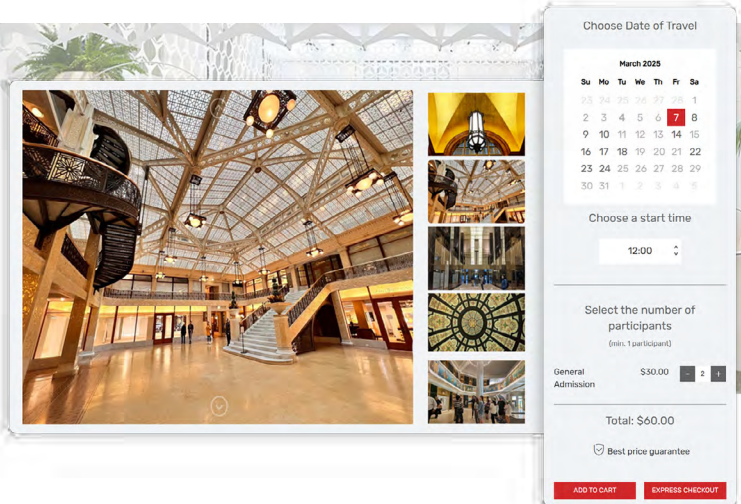 Choose Date of Travel
March 2025
Su Mo Tu We Th Fr Sa
23 24 25 26 27 28 1
2 3 4 5 6 7 8
9 10 11 12 13 14 15
16 17 18 19 20 21 22
23 24 25 26 27 28 29
30 31 1 2 3 4 5
Choose a start time
12:00
Select the number of
participants
(min. 1 participant)
General
Admission
$30.00
- 2 +
Total: $60.00
Best price guarantee
ADD TO CART
EXPRESS CHECKOUT